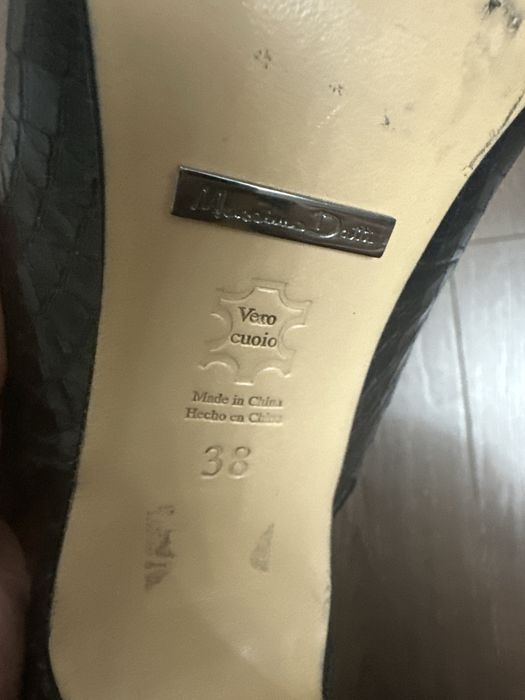 Massimo Dutti
Vero
cuoio
Made in China
Hecho en China
38